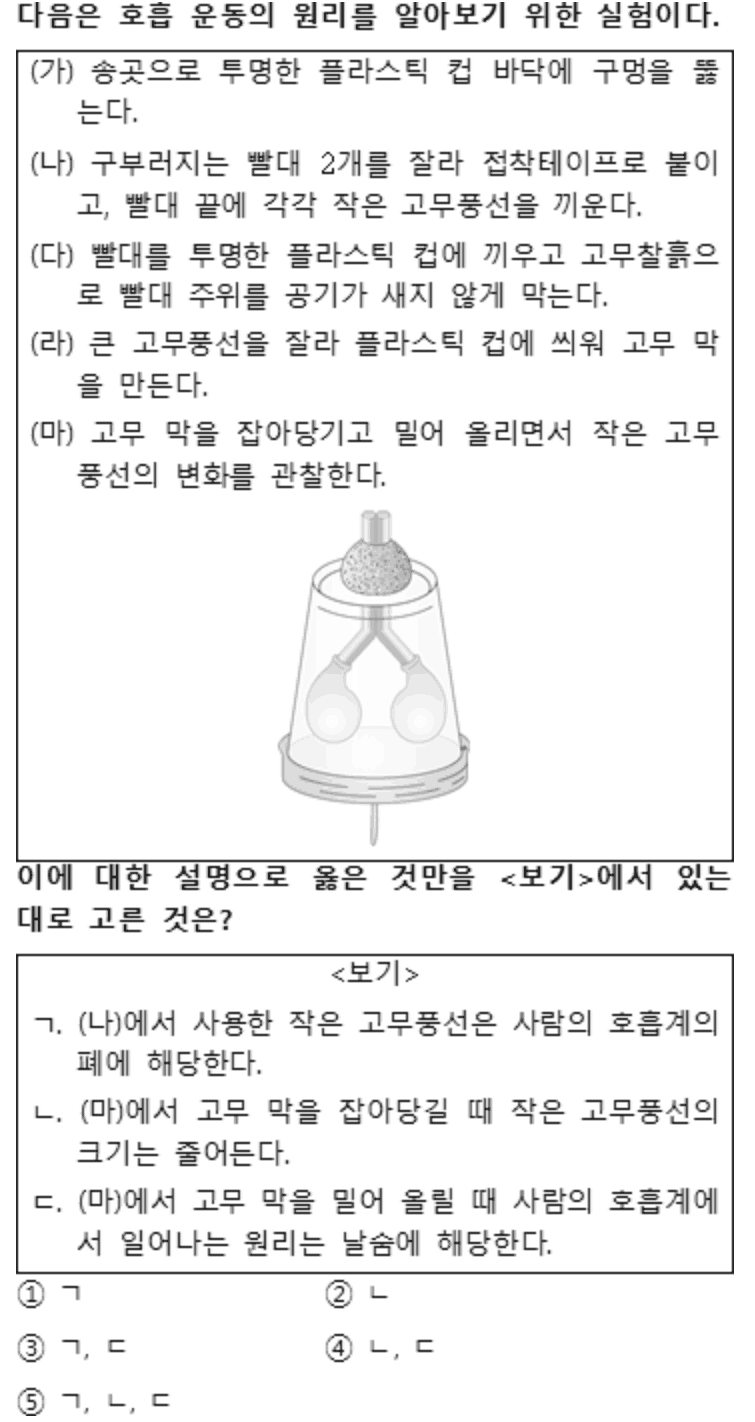 다음은 호흡 운동의 원리를 알아보기 위한 실험이다.
(가) 송곳으로 투명한 플라스틱 컵 바닥에 구멍을 뚫
는다.
(나) 구부러지는 빨대 2개를 잘라 접착테이프로 붙이
고, 빨대 끝에 각각 작은 고무풍선을 끼운다.
(다) 빨대를 투명한 플라스틱 컵에 끼우고 고무찰흙으
로 빨대 주위를 공기가 새지 않게 막는다.
(라) 큰 고무풍선을 잘라 플라스틱 컵에 씌워 고무 막
을 만든다.
(마) 고무 막을 잡아당기고 밀어 올리면서 작은 고무
풍선의 변화를 관찰한다.
이에 대한 설명으로 옳은 것만을 <보기>에서 있는
대로 고른 것은?
<보기>
ㄱ. (나)에서 사용한 작은 고무풍선은 사람의 호흡계의
폐에 해당한다.
ㄴ. (마)에서 고무 막을 잡아당길 때 작은 고무풍선의
크기는 줄어든다.
ㄷ. (마)에서 고무 막을 밀어 올릴 때 사람의 호흡계에
서 일어나는 원리는 날숨에 해당한다.
① ㄱ ② ㄴ
③ ㄱ, ㄷ ④ ㄴ, ㄷ
⑤ ㄱ, ㄴ, ㄷ